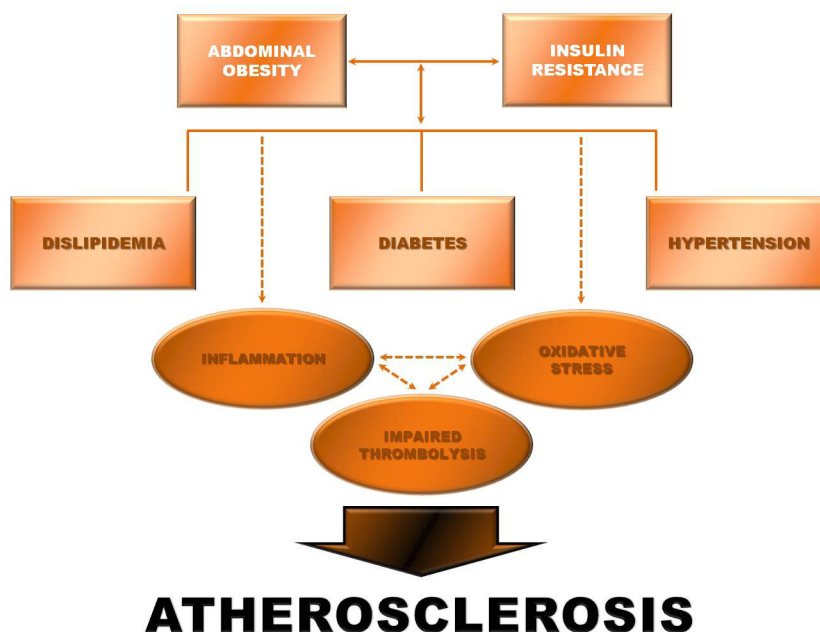 ABDOMINAL
OBESITY
INSULIN
RESISTANCE
DISLIPIDEMIA
DIABETES
HYPERTENSION
INFLAMMATION
OXIDATIVE
STRESS
IMPAIRED
THROMBOLYSIS
ATHEROSCLEROSIS